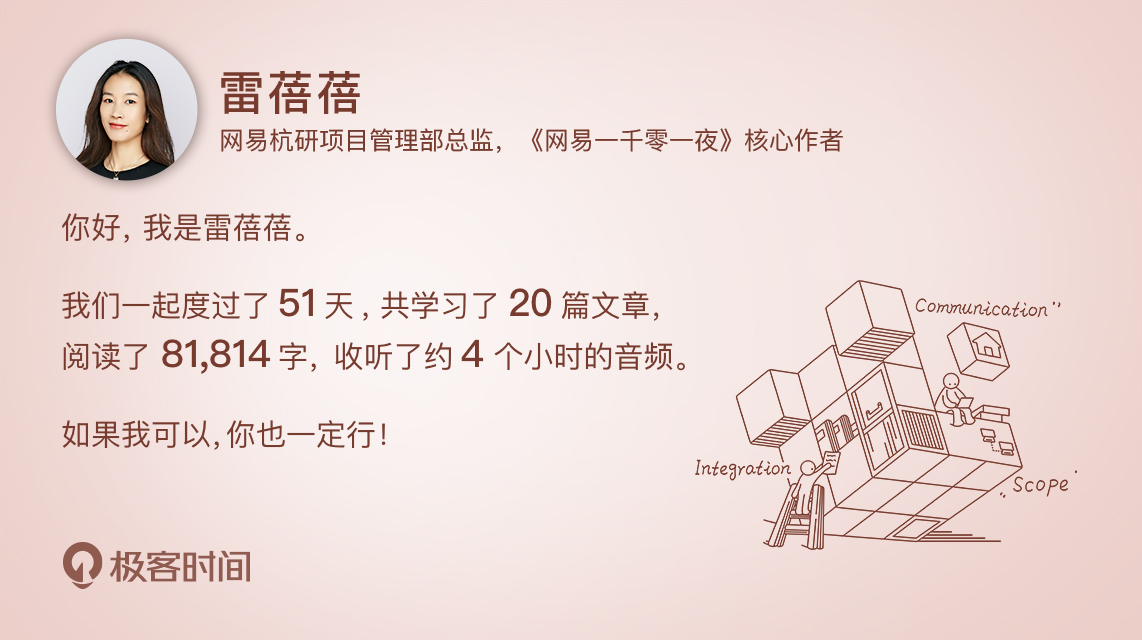 雷蓓蓓
网易杭研项目管理部总监，《网易一千零一夜》核心作者
你好，我是雷蓓蓓。
我们一起度过了 51 天，共学习了 20 篇文章，
阅读了 81,814 字，收听了约 4 个小时的音频。
如果我可以，你也一定行！
Communication"
Integration
"Scope'
极客时间